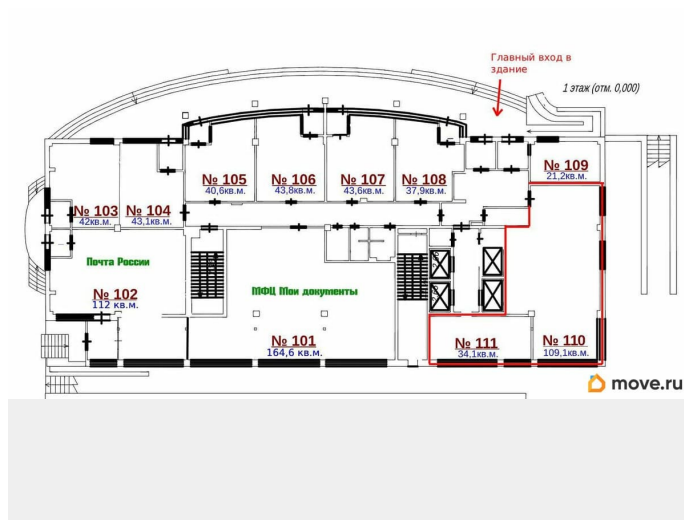 Главный вход в
здание
1 этаж (отм. 0,000)
№ 105
40,6кв.м.
№ 106
43,8кв.м.
№ 107
43,6кв.м.
№ 108
37,9кв.м.
№ 109
21,2кв.м.
№ 103
42кв.м.
№ 104
43,1кв.м.
Почта России
№ 102
112 кв.м.
МФЦ Мои документы
№ 101
164,6 кв.м.
№ 111
34,1кв.м.
№ 110
109,1кв.м.
move.ru